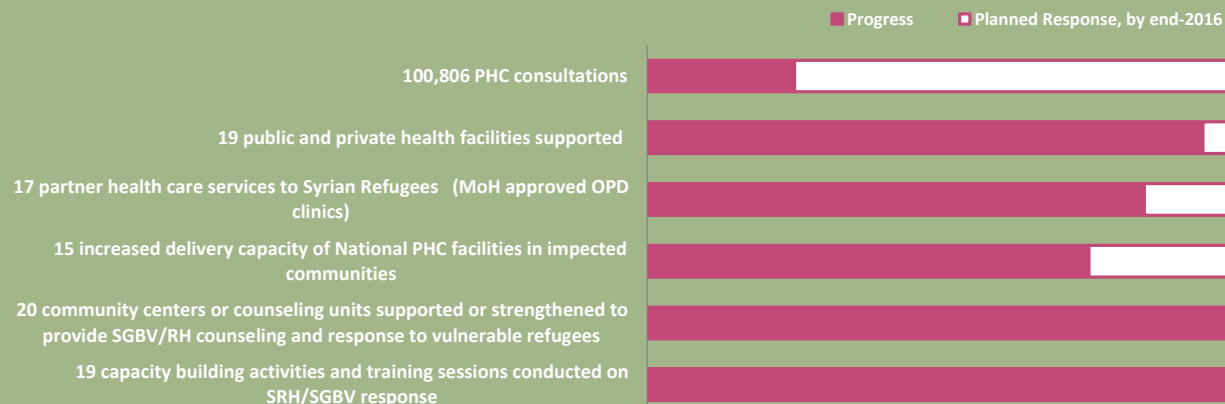 Progress Planned Response, by end-2016
100,806 PHC consultations
19 public and private health facilities supported
17 partner health care services to Syrian Refugees (MoH approved OPD
clinics)
15 increased delivery capacity of National PHC facilities in impected
communities
20 community centers or counseling units supported or strengthened to
provide SGBV/RH counseling and response to vulnerable refugees
19 capacity building activities and training sessions conducted on
SRH/SGBV response